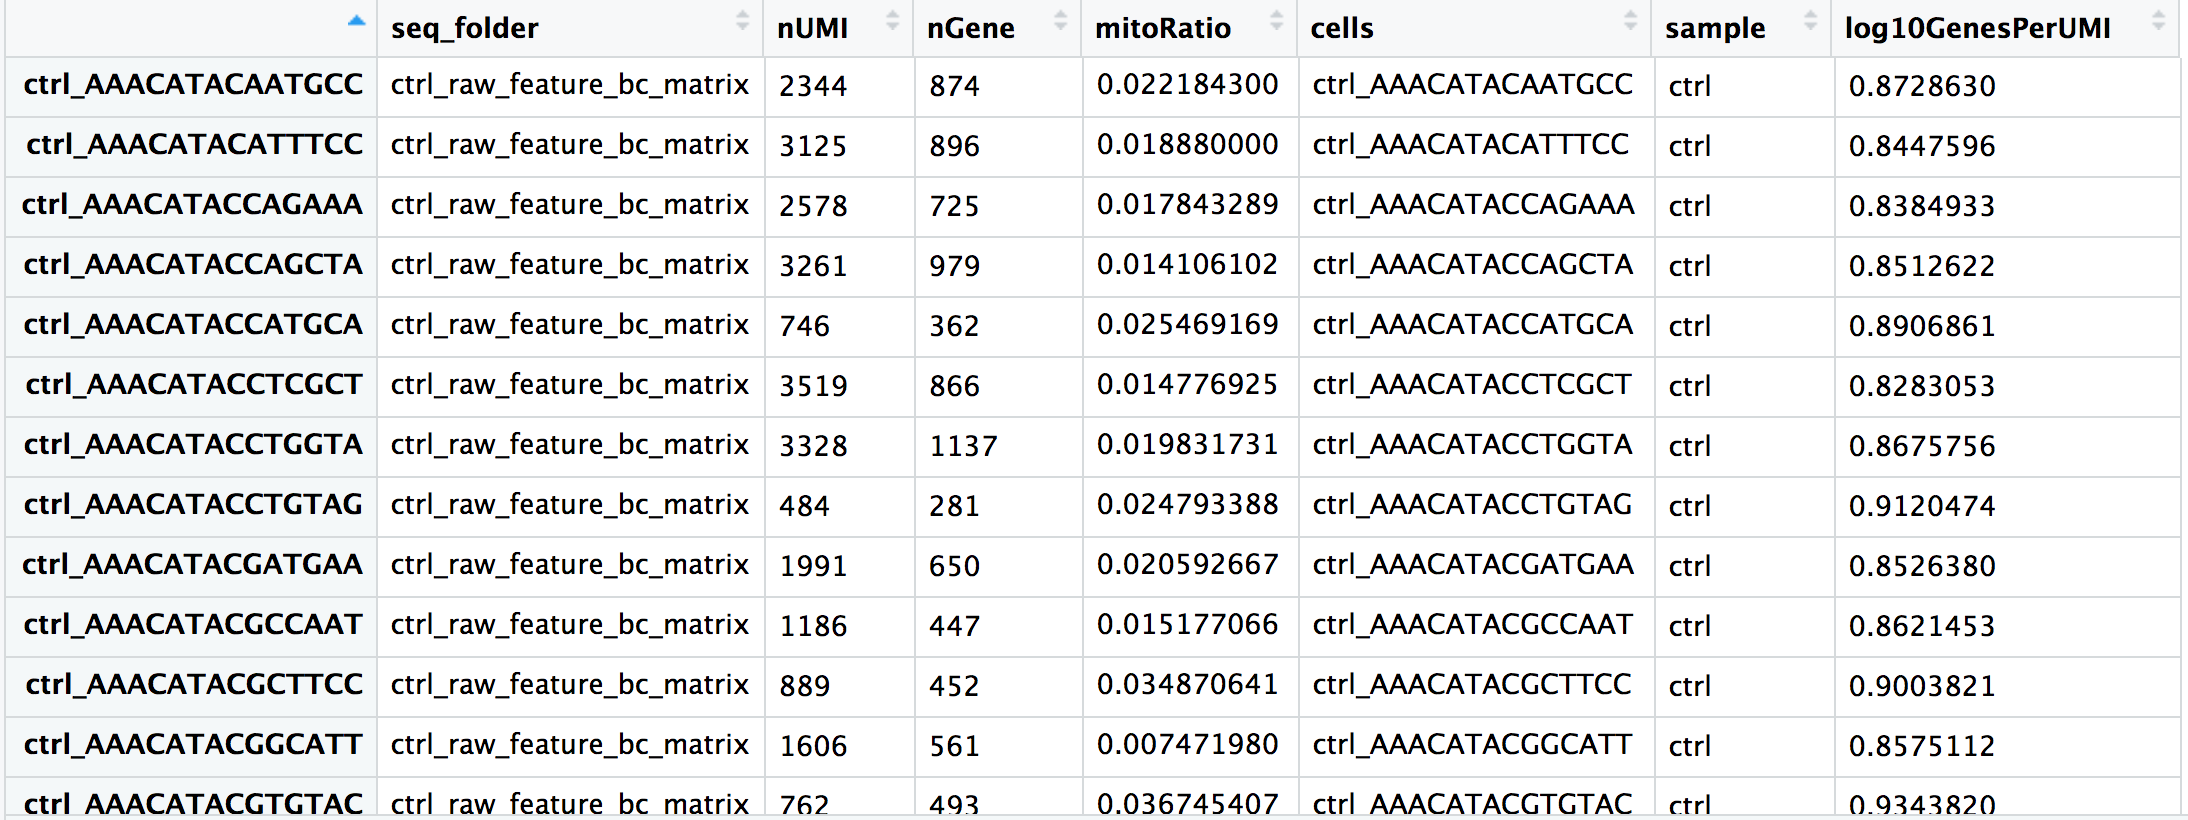 seq_folder nUMI nGene mitoRatio cells sample log10GenesPerUMI
ctrl_AAACATACAATGCC ctrl_raw_feature_bc_matrix 2344 874 0.022184300 ctrl_AAACATACAATGCC ctrl 0.8728630
ctrl_AAACATACATTTCC ctrl_raw_feature_bc_matrix 3125 896 0.018880000 ctrl_AAACATACATTTCC ctrl 0.8447596
ctrl_AAACATACCAGAAA ctrl_raw_feature_bc_matrix 2578 725 0.017843289 ctrl_AAACATACCAGAAA ctrl 0.8384933
ctrl_AAACATACCAGCTA ctrl_raw_feature_bc_matrix 3261 979 0.014106102 ctrl_AAACATACCAGCTA ctrl 0.8512622
ctrl_AAACATACCATGCA ctrl_raw_feature_bc_matrix 746 362 0.025469169 ctrl_AAACATACCATGCA ctrl 0.8906861
ctrl_AAACATACCTCGCT ctrl_raw_feature_bc_matrix 3519 866 0.014776925 ctrl_AAACATACCTCGCT ctrl 0.8283053
ctrl_AAACATACCTGGTA ctrl_raw_feature_bc_matrix 3328 1137 0.019831731 ctrl_AAACATACCTGGTA ctrl 0.8675756
ctrl_AAACATACCTGTAG ctrl_raw_feature_bc_matrix 484 281 0.024793388 ctrl_AAACATACCTGTAG ctrl 0.9120474
ctrl_AAACATACGATGAA ctrl_raw_feature_bc_matrix 1991 650 0.020592667 ctrl_AAACATACGATGAA ctrl 0.8526380
ctrl_AAACATACGCCAAT ctrl_raw_feature_bc_matrix 1186 447 0.015177066 ctrl_AAACATACGCCAAT ctrl 0.8621453
ctrl_AAACATACGCTTCC ctrl_raw_feature_bc_matrix 889 452 0.034870641 ctrl_AAACATACGCTTCC ctrl 0.9003821
ctrl_AAACATACGGCATT ctrl_raw_feature_bc_matrix 1606 561 0.007471980 ctrl_AAACATACGGCATT ctrl 0.8575112
ctrl_AAACATACGTGTAC ctrl_raw_feature_bc_matrix 762 493 0.036745407 ctrl_AAACATACGTGTAC ctrl 0.9343820